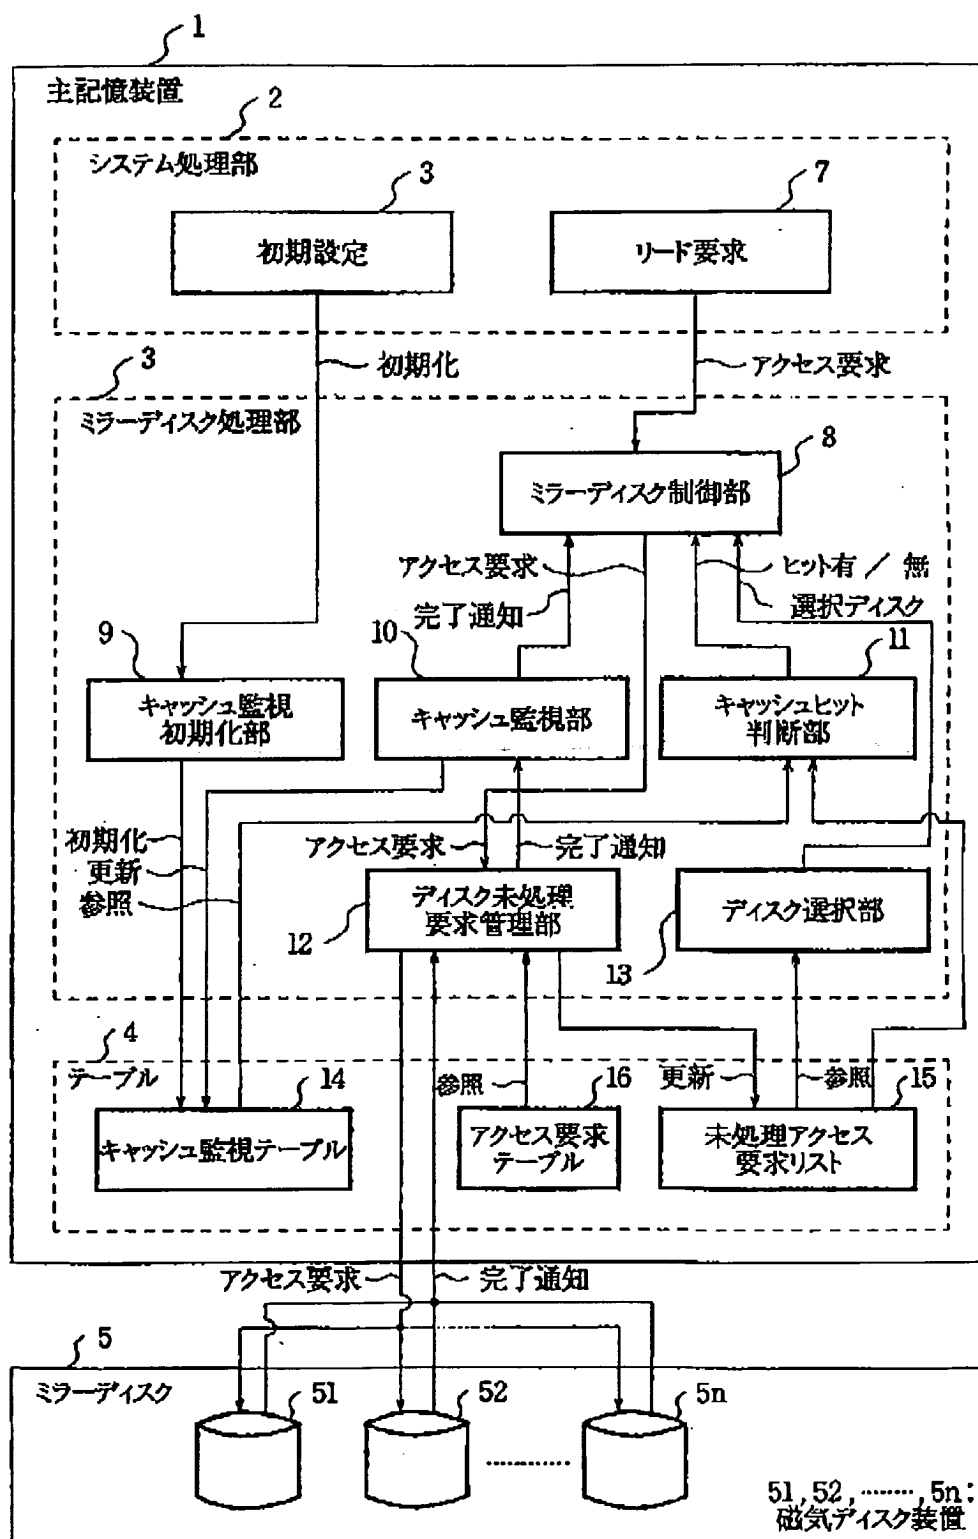 1
主記憶装置
2
システム処理部
3
7
初期設定
リード要求
初期化
アクセス要求
3
ミラーディスク処理部
8
ミラーディスク制御部
アクセス要求
ヒット有 / 無
完了通知
選択ディスク
9
10
11
キャッシュ監視
初期化部
キャッシュ監視部
キャッシュヒット
判断部
初期化
更新
参照
アクセス要求
完了通知
ディスク未処理
要求管理部
ディスク選択部
12
13
4
テーブル
14
参照
16
更新
参照
15
キャッシュ監視テーブル
アクセス要求
テーブル
未処理アクセス
要求リスト
アクセス要求
完了通知
5
ミラーディスク
51
52
5n
51,52,………,5n:
磁気ディスク装置